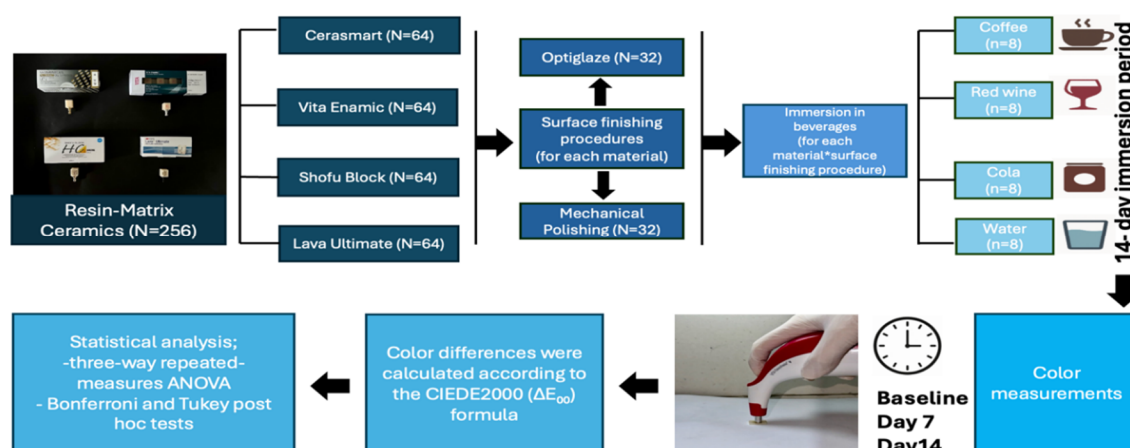 Resin-Matrix
Ceramics (N=256)
Cerasmart (N=64)
Vita Enamic (N=64)
Shofu Block (N=64)
Lava Ultimate (N=64)
Optiglaze (N=32)
Surface finishing
procedures
(for each material)
Mechanical
Polishing (N=32)
Immersion in
beverages
(for each
material*surface
finishing procedure)
Coffee
(n=8)
Red wine
(n=8)
Cola
(n=8)
Water
(n=8)
14- day immersion period
Color
measurements
Baseline
Day 7
Day14
Color differences were
calculated according to
the CIEDE2000 (ΔE₀₀)
formula
Statistical analysis;
-three-way repeated-
measures ANOVA
- Bonferroni and Tukey post
hoc tests